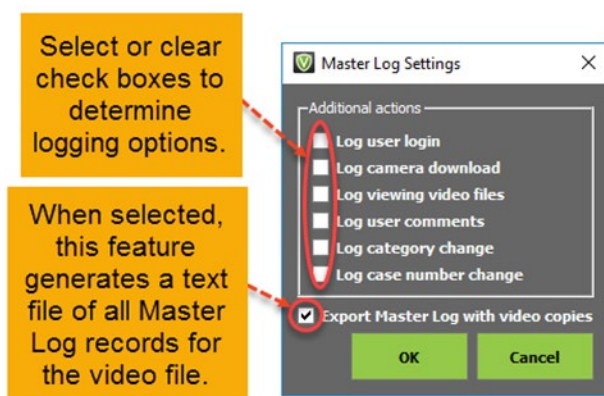 Select or clear
check boxes to
determine
logging options.
When selected,
this feature
generates a text
file of all Master
Log records for
the video file.
Master Log Settings
Additional actions
Log user login
Log camera download
Log viewing video files
Log user comments
Log category change
Log case number change
Export Master Log with video copies
OK
Cancel